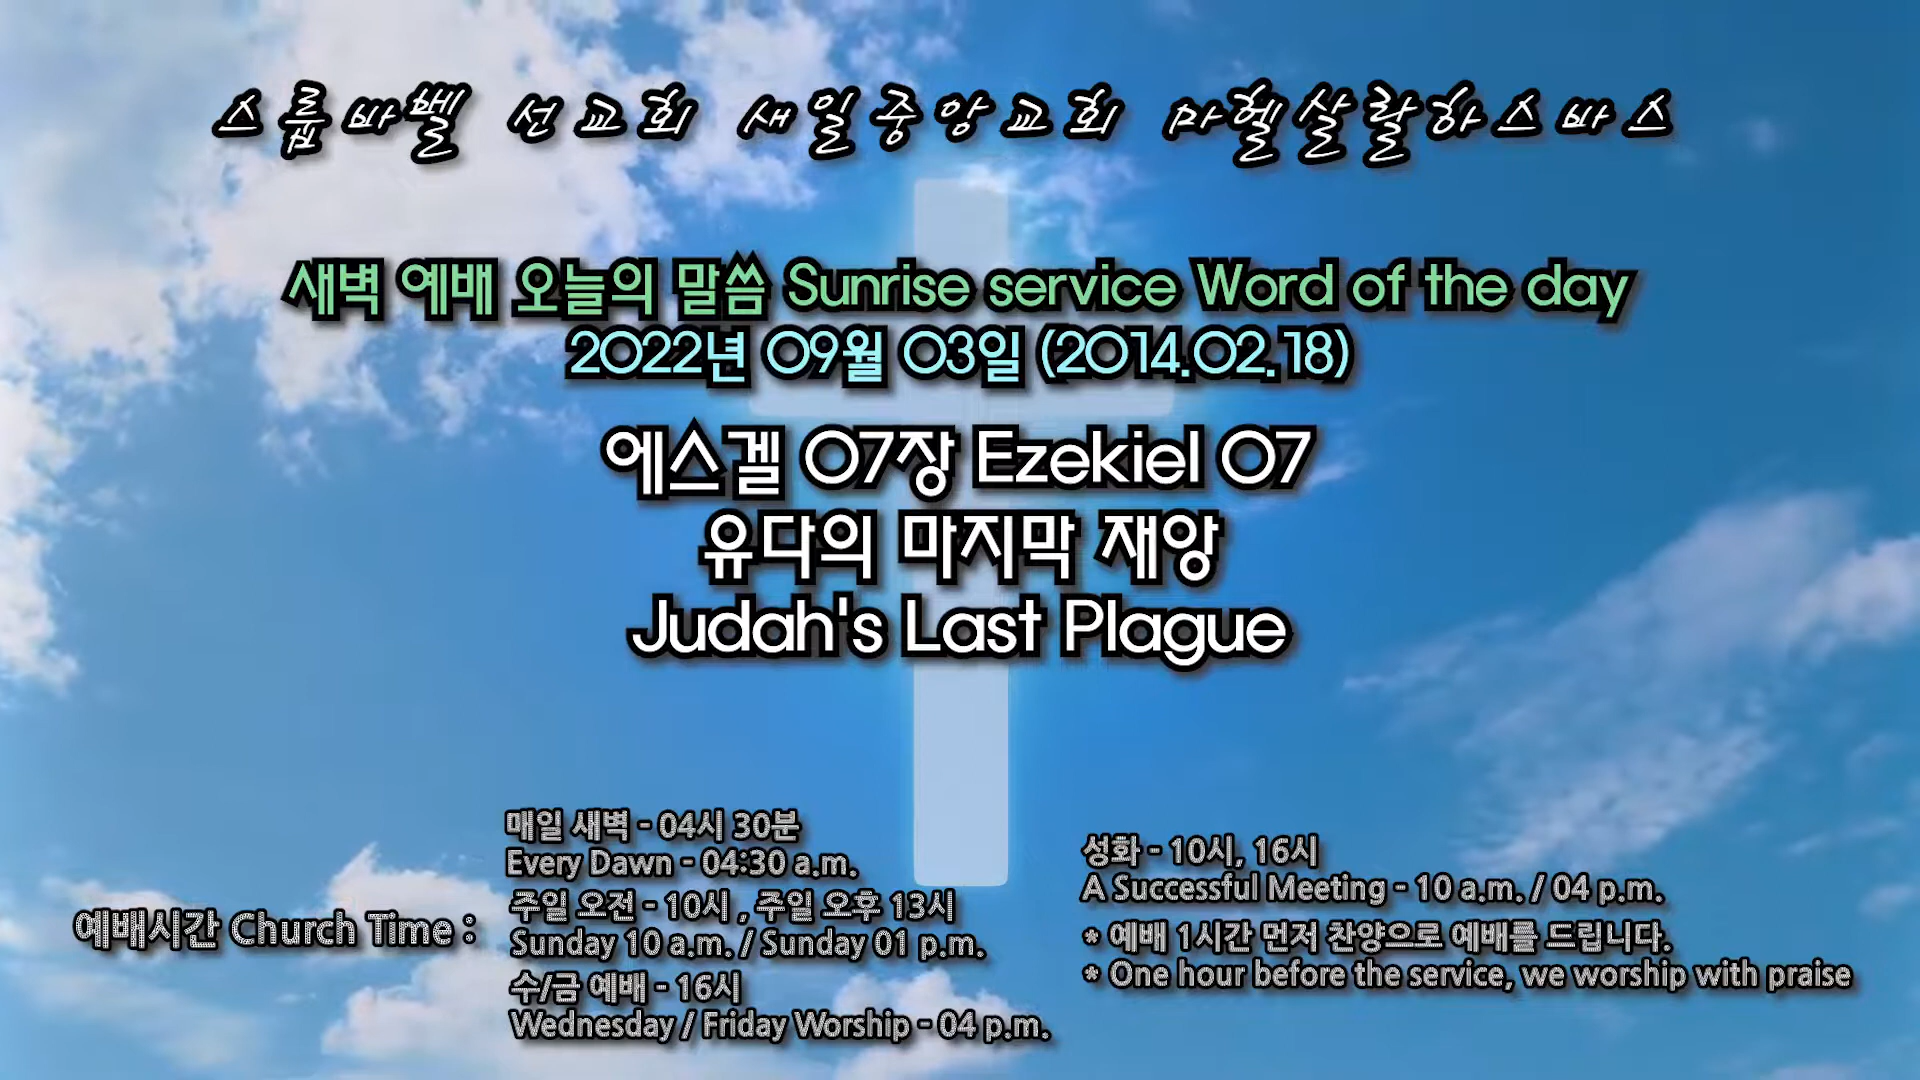 스룹바벨 선교회 새일중앙교회 마헬살랄하스바스
새벽 예배 오늘의 말씀 Sunrise service Word of the day
2022년 09월 03일 (2014.02.18)
에스겔 07장 Ezekiel 07
유다의 마지막 재앙
Judah's Last Plague
예배시간 Church Time :
매일 새벽 - 04시 30분
Every Dawn - 04:30 a.m.
주일 오전 - 10시 , 주일 오후 13시
Sunday 10 a.m. / Sunday 01 p.m.
수/금 예배 - 16시
Wednesday / Friday Worship - 04 p.m.
성화 - 10시, 16시
A Successful Meeting - 10 a.m. / 04 p.m.
* 예배 1시간 먼저 찬양으로 예배를 드립니다.
* One hour before the service, we worship with praise